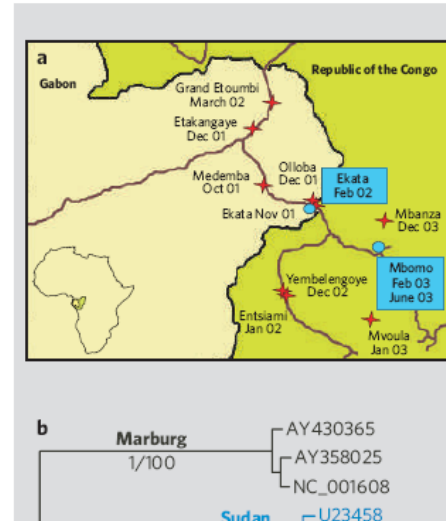 a
Gabon
Republic of the Congo
Grand Etoumbi
March 02
Etakangaye
Dec 01
Medemba
Oct 01
Olloba
Dec 01
Ekata
Feb 02
Ekata Nov 01
Mbanza
Dec 03
Mbomo
Feb 03
June 03
Yembelengoye
Dec 02
Entsiami
Jan 02
Mvoula
Jan 03
b
Marburg
1/100
AY430365
AY358025
NC_001608
Sudan
U23458